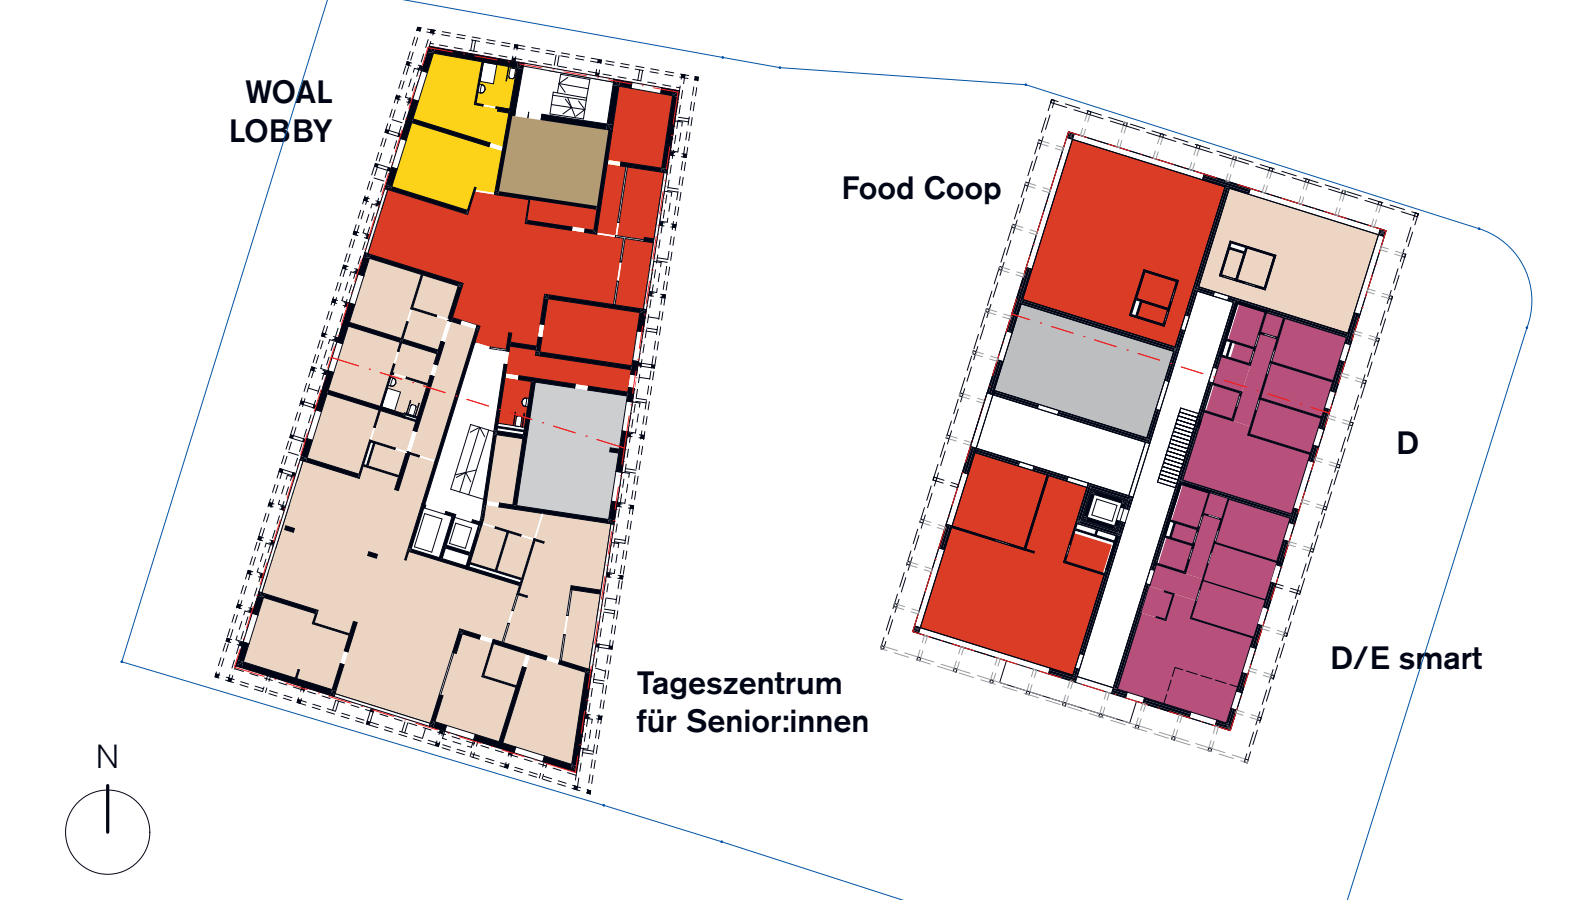 WOAL
LOBBY
Food Coop
D
D/E smart
Tageszentrum
für Senior:innen
N